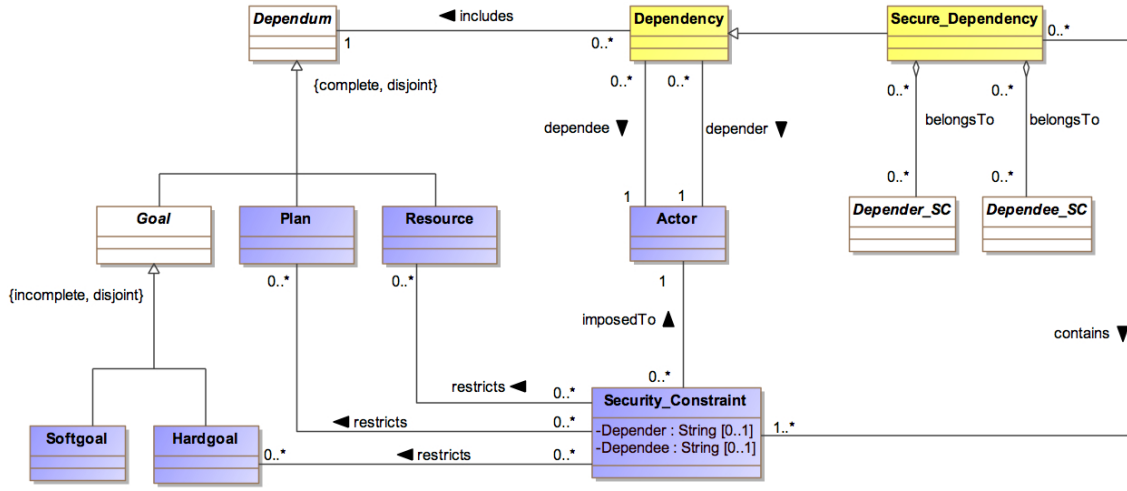 Dependum
◄ includes
Dependency
Secure_Dependency
1
0..*
0..*
{complete, disjoint}
0..*
0..*
0..*
0..*
dependee ▼
depender ▼
belongsTo
belongsTo
0..*
0..*
1
1
Goal
Plan
Resource
Actor
Depender_SC
Dependee_SC
0..*
0..*
1
{incomplete, disjoint}
imposedTo ▲
contains ▼
0..*
restricts ◄
0..*
Security_Constraint
◄ restricts
0..*
-Depender : String [0..1]
1..*
Softgoal
Hardgoal
-Dependee : String [0..1]
0..*
◄ restricts
0..*